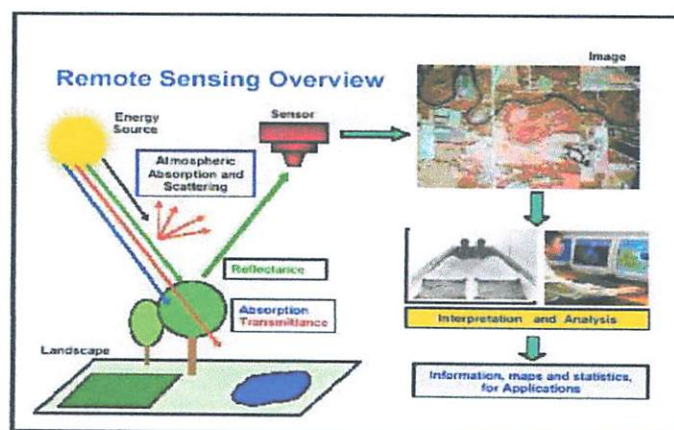 Remote Sensing Overview
Energy
Source
Sensor
Image
Atmospheric
Absorption and
Scattering
Reflectance
Absorption
Transmittance
Landscape
Interpretation and Analysis
Information, maps and statistics,
for Applications